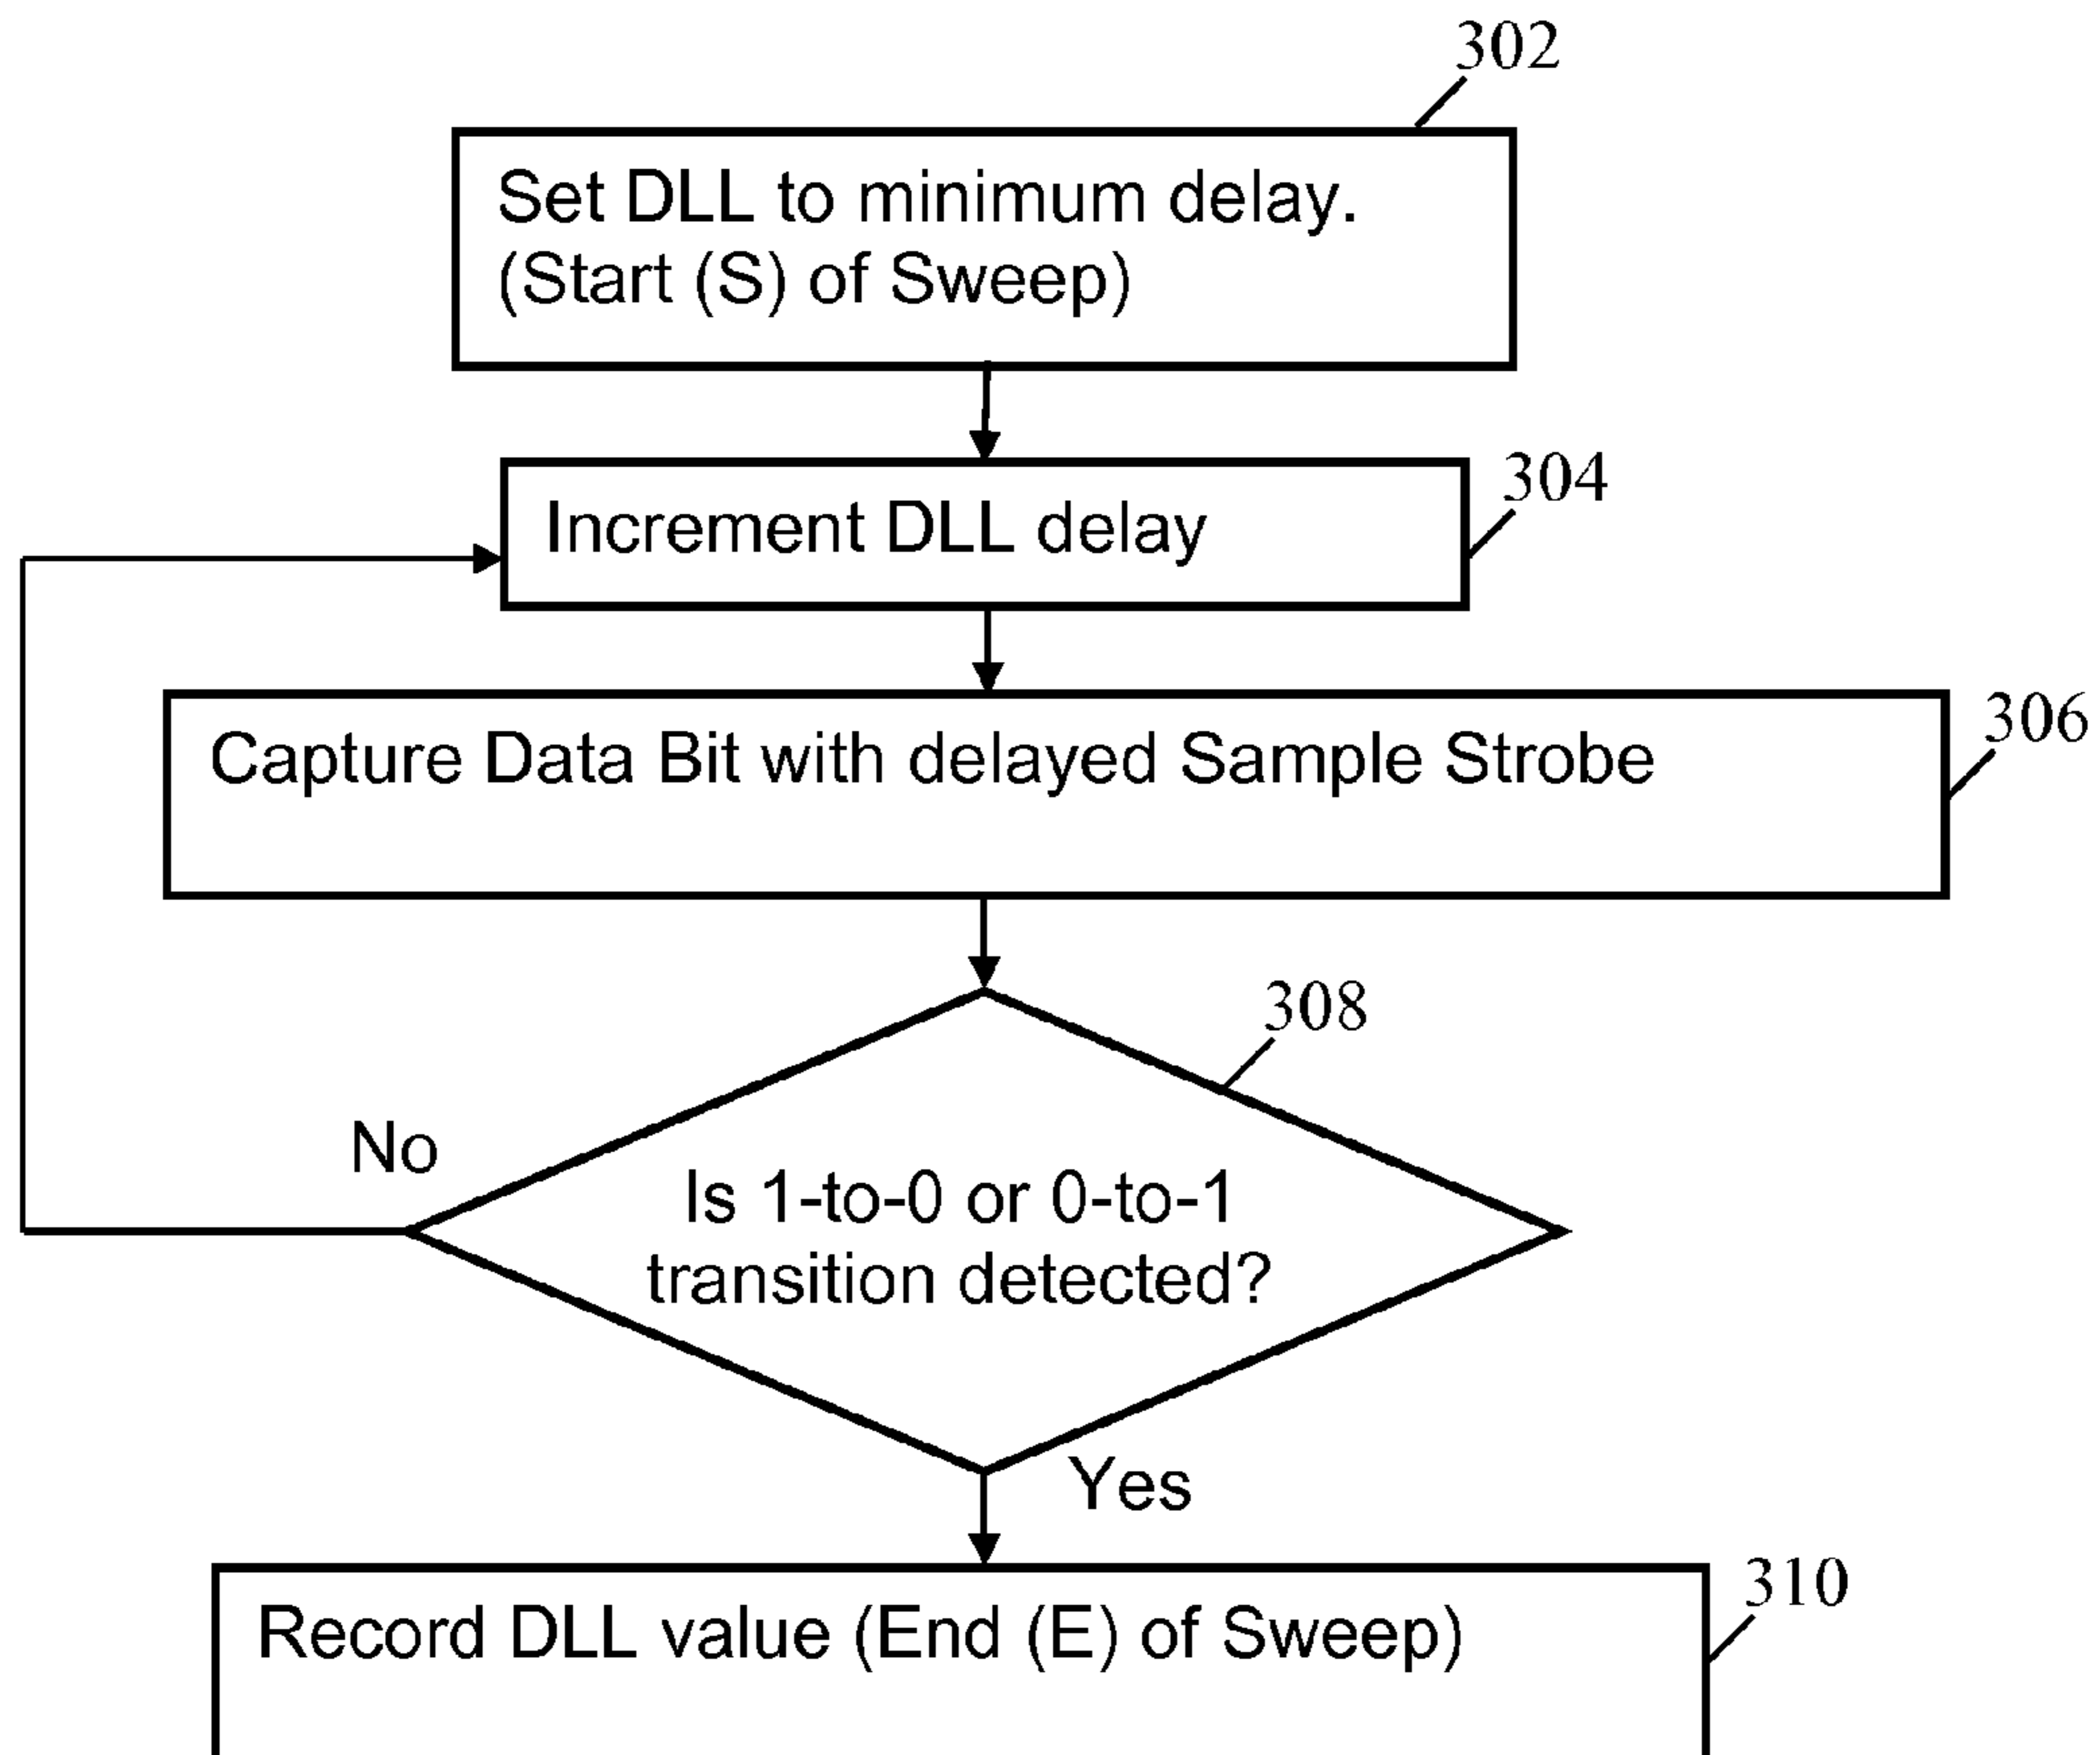 302
Set DLL to minimum delay.
(Start (S) of Sweep)
304
Increment DLL delay
306
Capture Data Bit with delayed Sample Strobe
308
No
Is 1-to-0 or 0-to-1
transition detected?
Yes
310
Record DLL value (End (E) of Sweep)